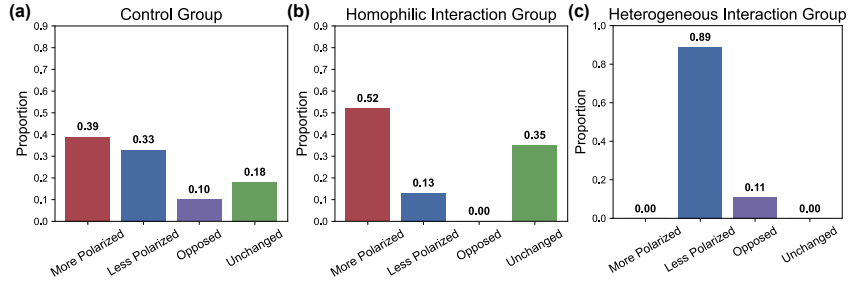 (a) Control Group
Proportion
0.9
0.8
0.7
0.6
0.5
0.4
0.3
0.2
0.1
0.0
0.39
0.33
0.10
0.18
More Polarized
Less Polarized
Opposed
Unchanged
(b) Homophilic Interaction Group
Proportion
0.9
0.8
0.7
0.6
0.5
0.4
0.3
0.2
0.1
0.0
0.52
0.13
0.00
0.35
More Polarized
Less Polarized
Opposed
Unchanged
(c) Heterogeneous Interaction Group
Proportion
1.0
0.8
0.6
0.4
0.2
0.0
0.00
0.89
0.11
0.00
More Polarized
Less Polarized
Opposed
Unchanged